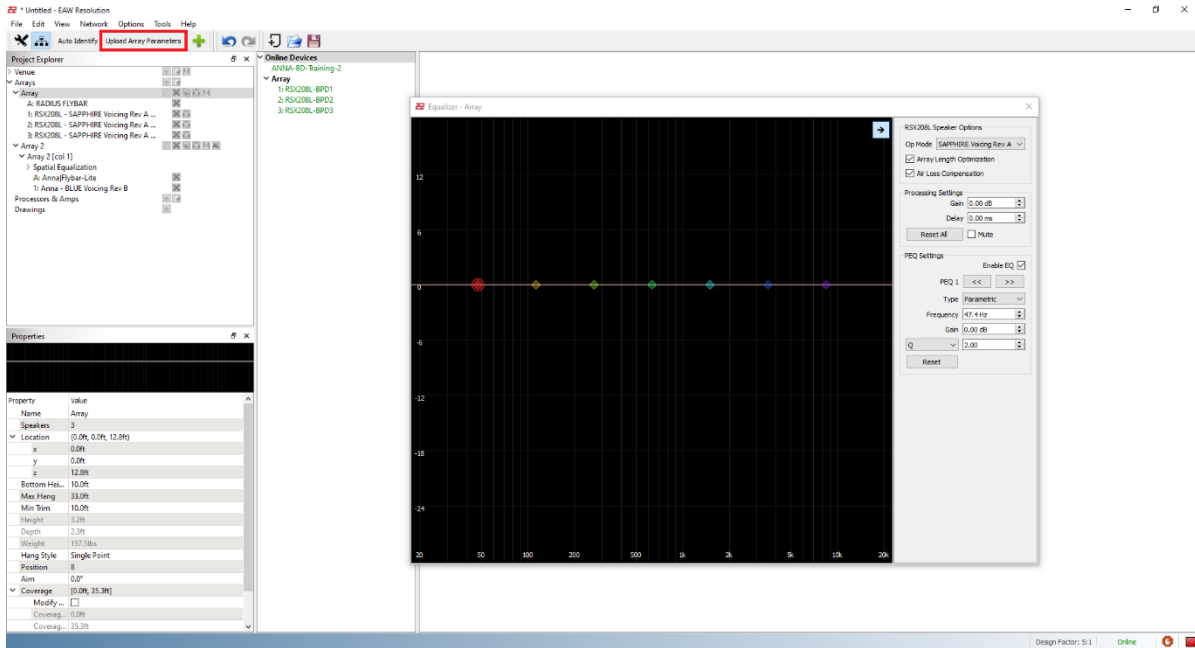 * Untitled - EAW Resolution
File Edit View Network Options Tools Help
Auto Identify Upload Array Parameters
Project Explorer
Venue
Arrays
Array
A: RADIUS FLYBAR
1: RSX208L - SAPPHIRE Voicing Rev A ...
2: RSX208L - SAPPHIRE Voicing Rev A ...
3: RSX208L - SAPPHIRE Voicing Rev A ...
Array 2
Array 2 [col 1]
Spatial Equalization
A: Anna|Flybar-Lite
1: Anna - BLUE Voicing Rev B
Processors & Amps
Drawings
Online Devices
ANNA-BD-Training-2
Array
1: RSX208L-BPD1
2: RSX208L-BPD2
3: RSX208L-BPD3
Equalizer - Array
12
6
0
-6
-12
-18
-24
20 50 100 200 500 1k 2k 5k 10k 20k
RSX208L Speaker Options
Op Mode SAPPHIRE Voicing Rev A
Array Length Optimization
Air Loss Compensation
Processing Settings
Gain 0.00 dB
Delay 0.00 ms
Reset All Mute
PEQ Settings
Enable EQ
PEQ 1 << >>
Type Parametric
Frequency 47.4 Hz
Gain 0.00 dB
Q 2.00
Reset
Properties
Property Value
Name Array
Speakers 3
Location (0.0ft, 0.0ft, 12.8ft)
x 0.0ft
y 0.0ft
z 12.8ft
Bottom Hei... 10.0ft
Max Hang 33.0ft
Min Trim 10.0ft
Height 3.2ft
Depth 2.3ft
Weight 157.5lbs
Hang Style Single Point
Position 8
Aim 0.0°
Coverage [0.0ft, 35.3ft]
Modify ...
Coverag... 0.0ft
Coverag... 35.3ft
Design Factor: 5:1 Online